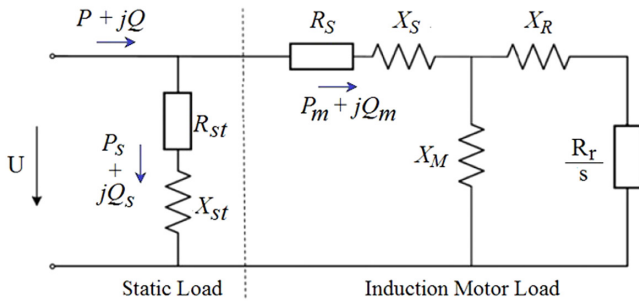 P + jQ
R_S
X_S
X_R
P_m + jQ_m
R_st
P_s
+
jQ_s
X_st
U
X_M
R_r
s
Static Load
Induction Motor Load